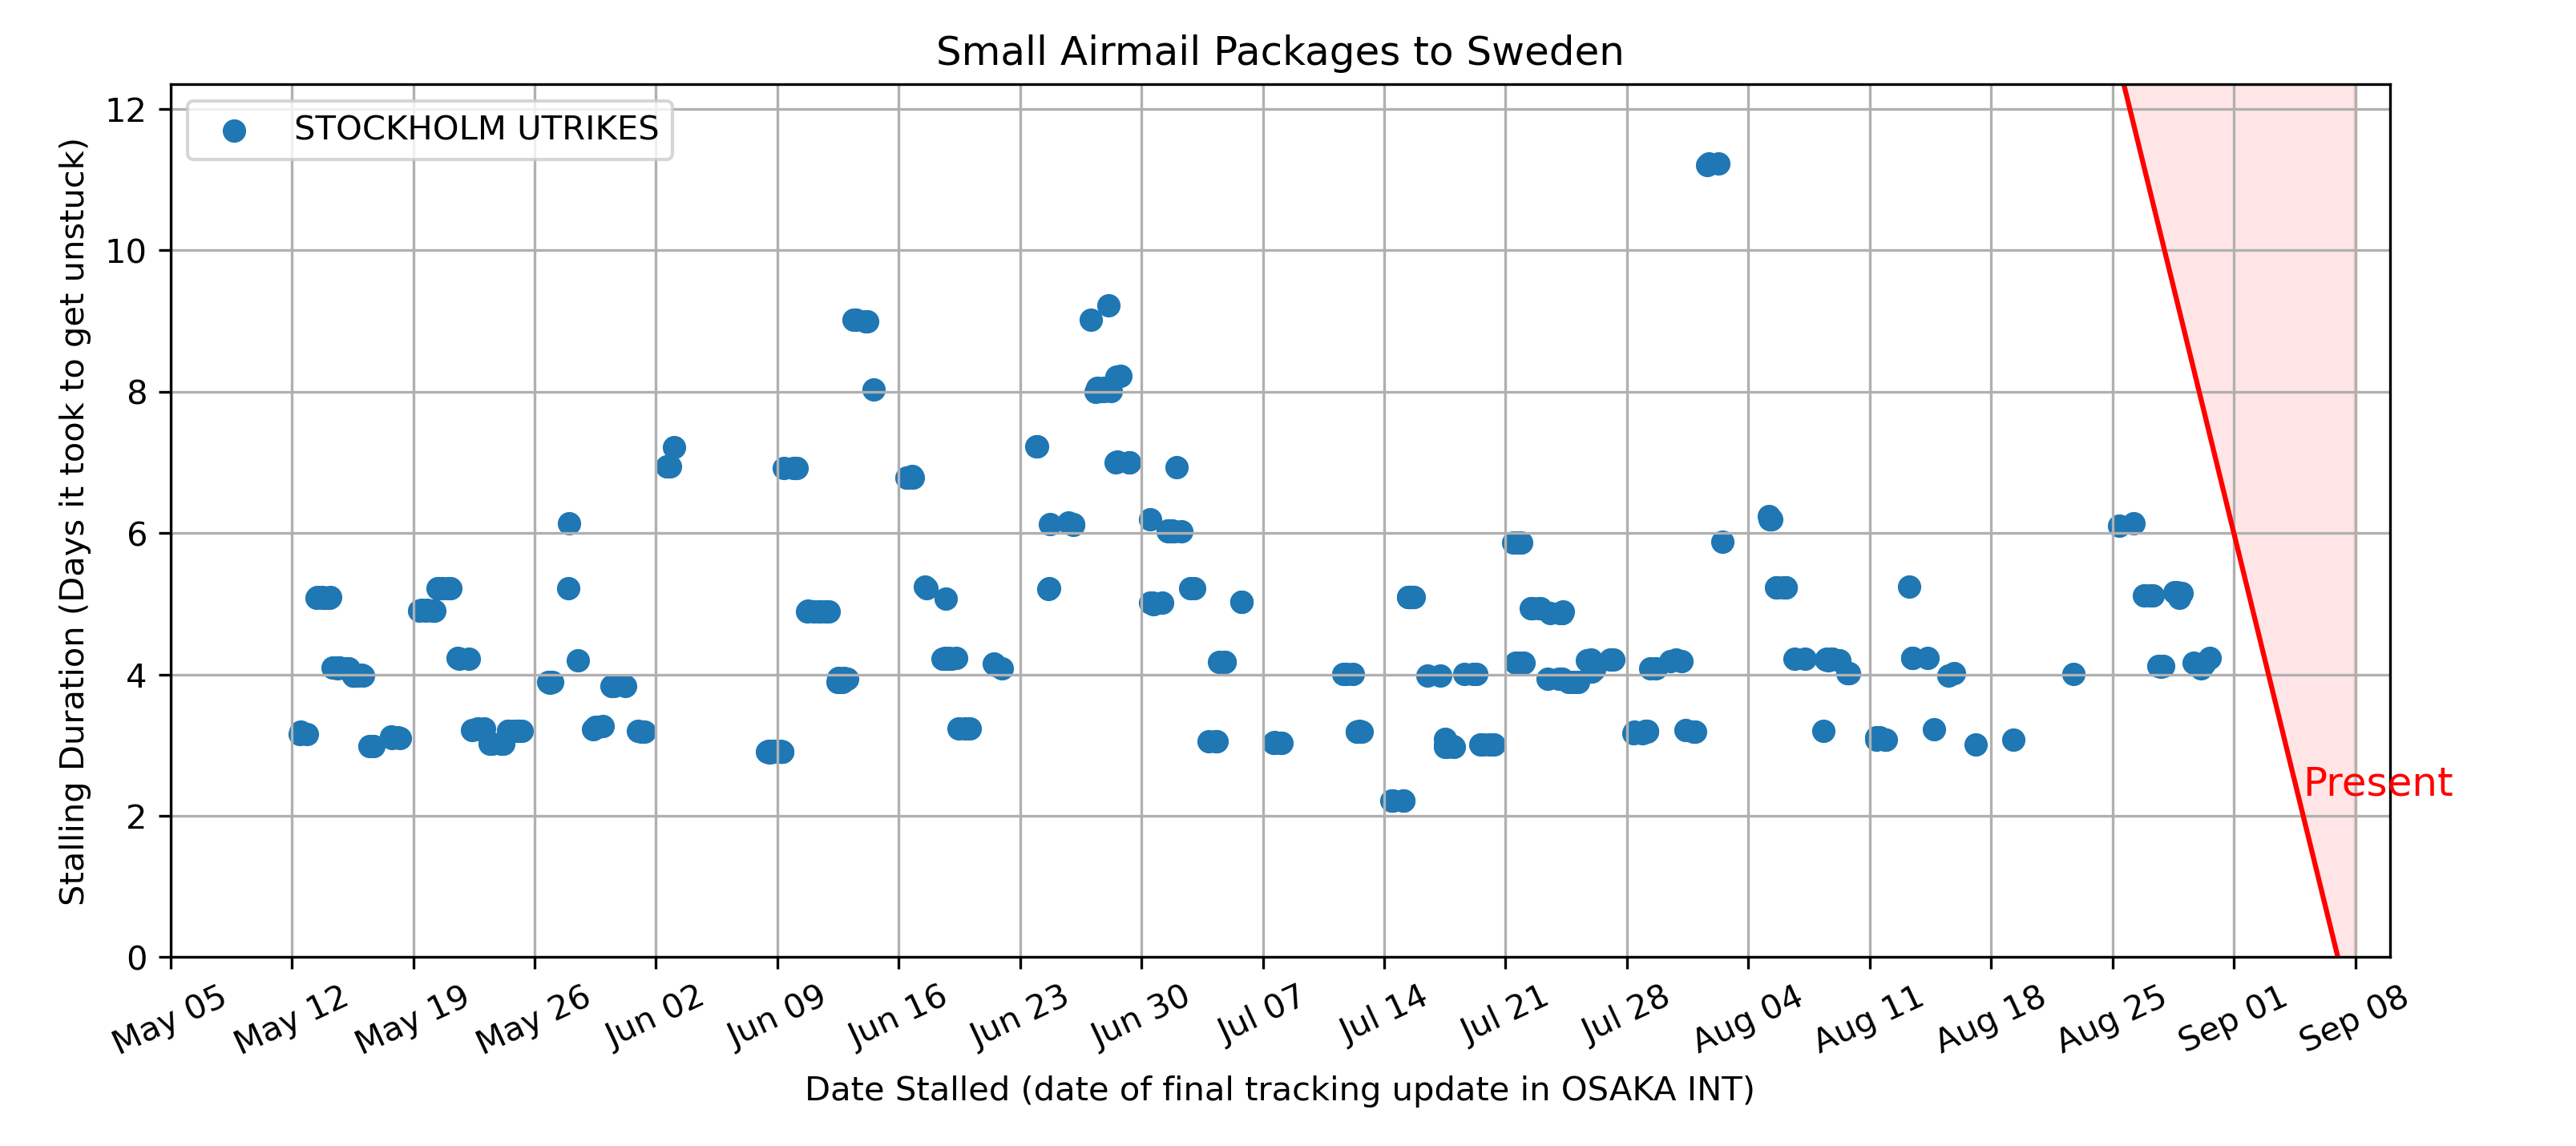 Small Airmail Packages to Sweden
STOCKHOLM UTRIKES
Stalling Duration (Days it took to get unstuck)
12
10
8
6
4
2
0
Present
May 05
May 12
May 19
May 26
Jun 02
Jun 09
Jun 16
Jun 23
Jun 30
Jul 07
Jul 14
Jul 21
Jul 28
Aug 04
Aug 11
Aug 18
Aug 25
Sep 01
Sep 08
Date Stalled (date of final tracking update in OSAKA INT)